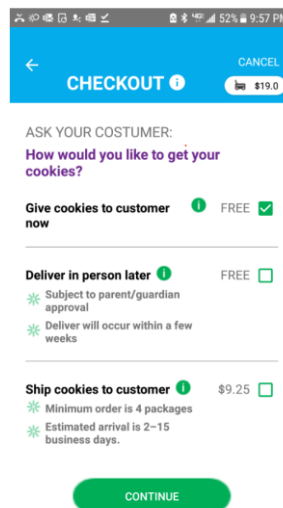 52% 9:57 PM
CANCEL
CHECKOUT i
$19.0
ASK YOUR COSTUMER:
How would you like to get your
cookies?
Give cookies to customer i FREE
now
Deliver in person later i FREE
Subject to parent/guardian
approval
Deliver will occur within a few
weeks
Ship cookies to customer i $9.25
Minimum order is 4 packages
Estimated arrival is 2–15
business days.
CONTINUE